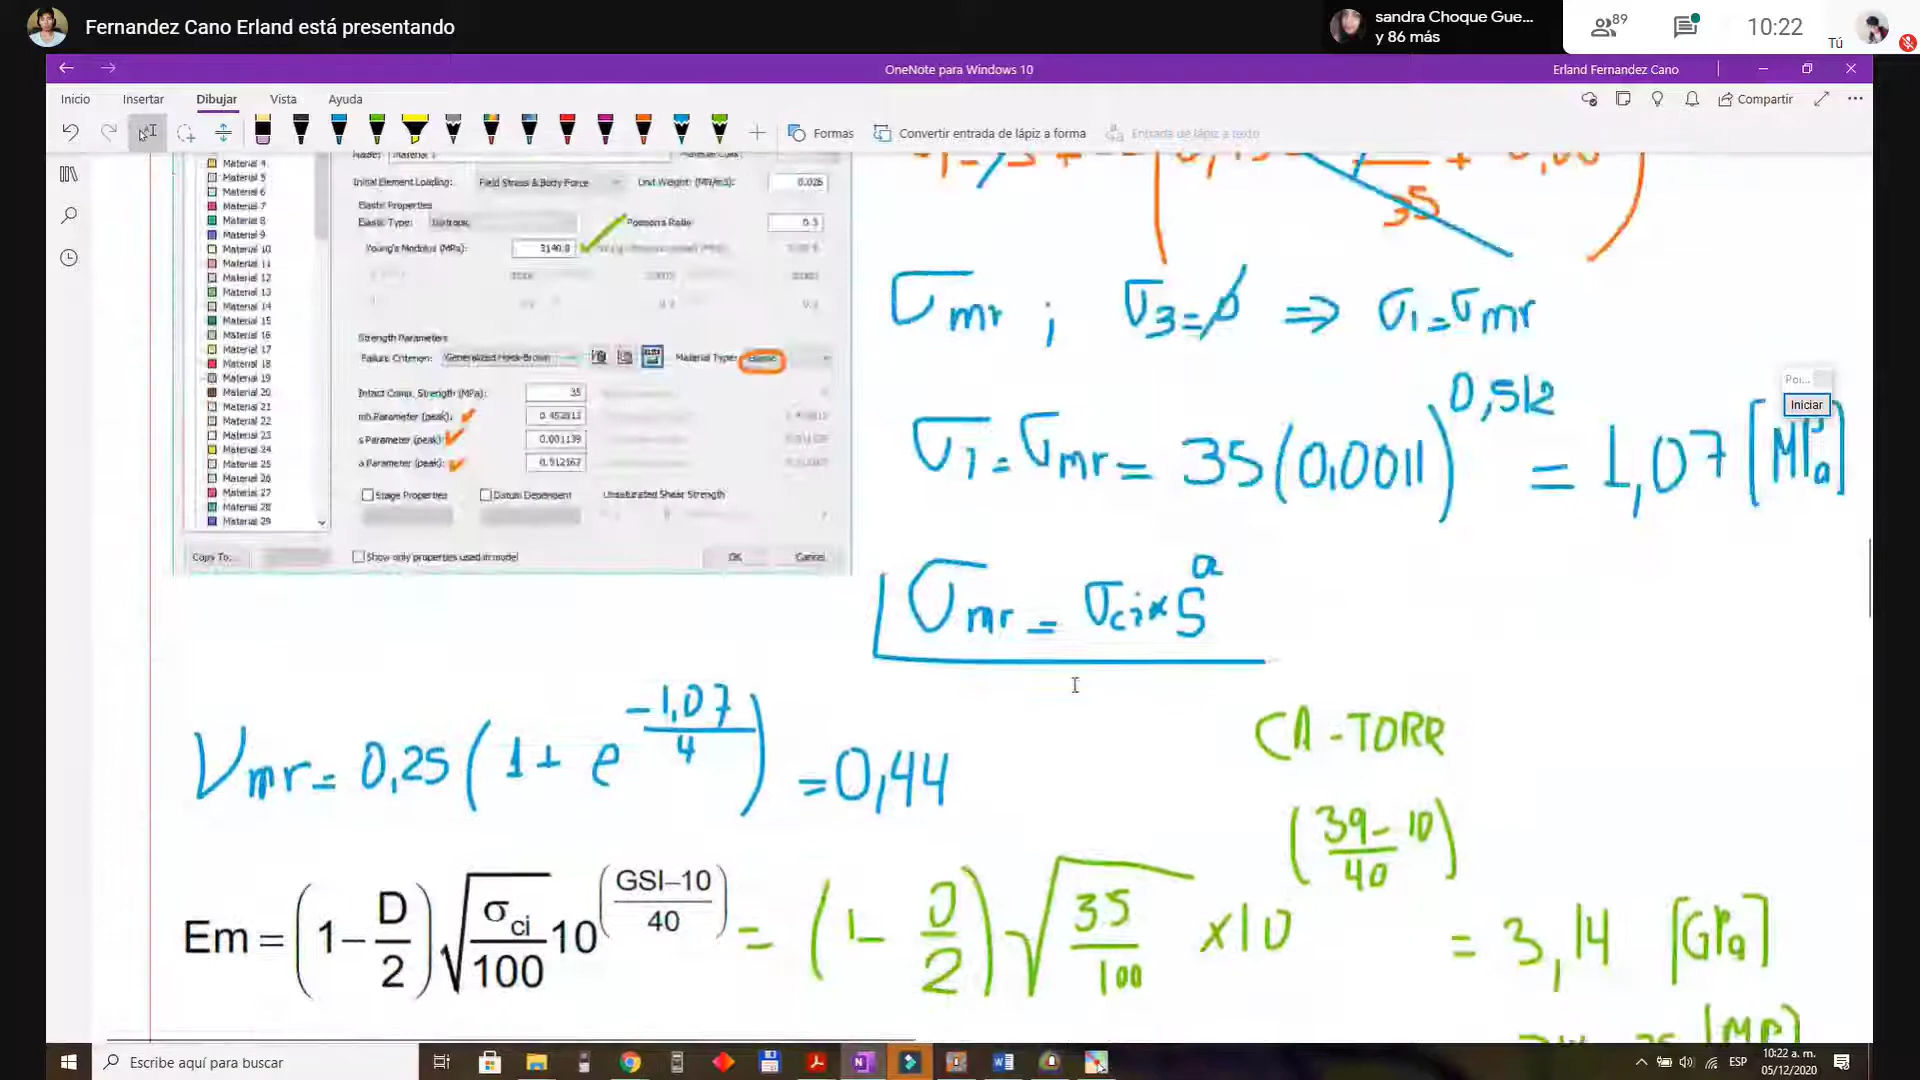 Fernandez Cano Erland está presentando
sandra Choque Gue...
y 86 más
89
10:22
Tú
OneNote para Windows 10
Erland Fernandez Cano
Inicio
Insertar
Dibujar
Vista
Ayuda
Compartir
Formas
Convertir entrada de lápiz a forma
Entrada de lápiz a texto
Material 4
Material 5
Material 6
Material 7
Material 8
Material 9
Material 10
Material 11
Material 12
Material 13
Material 14
Material 15
Material 16
Material 17
Material 18
Material 19
Material 20
Material 21
Material 22
Material 23
Material 24
Material 25
Material 26
Material 27
Material 28
Material 29
Copy To...
Initial Element Loading: Field Stress & Body Force Unit Weight: (MN/m3): 0.026
Elastic Properties
Elastic Type: Isotropic Poisson's Ratio 0.3
Young's Modulus (MPa): 3140.8
Strength Parameters
Failure Criterion: Generalized Hoek-Brown Material Type:
Intact Comp. Strength (MPa): 35
mb Parameter (peak): 0.452813
s Parameter (peak): 0.001139
a Parameter (peak): 0.512167
Stage Properties Datum Dependent Unsaturated Shear Strength
Show only properties used in model OK Cancel
35
σmr ; σ3=0 ⇒ σ1=σmr
σ1=σmr= 35(0,0011)^0,512 = 1,07 [MPa]
Poi...
Iniciar
σmr = σci*S^a
νmr= 0,25(1+ e^(-1,07/4)) =0,44
CA-TORR
Em = (1− D/2) √(σci/100) 10^((GSI−10)/40) = (1- 0/2) √(35/100) x10^((39-10)/40) = 3,14 [GPa]
Escribe aquí para buscar
ESP
10:22 a. m.
05/12/2020